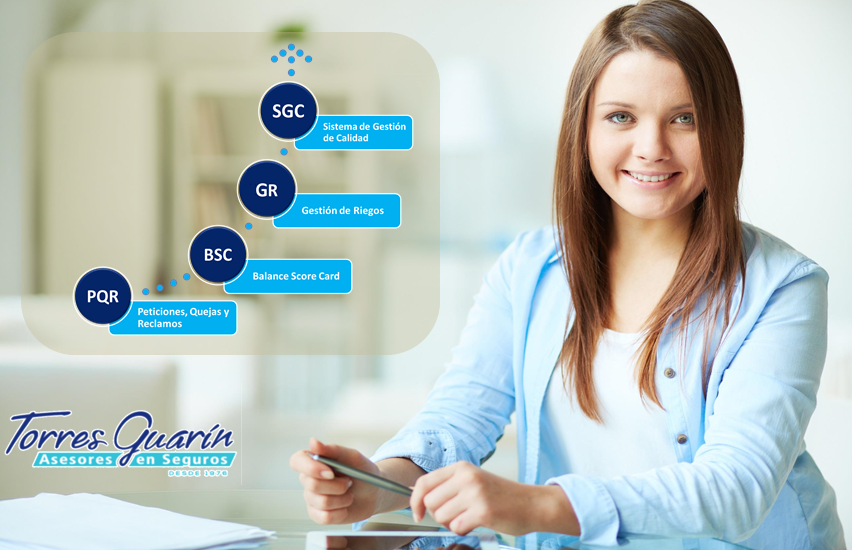 SGC
Sistema de Gestión
de Calidad
GR
Gestión de Riegos
BSC
Balance Score Card
PQR
Peticiones, Quejas y
Reclamos
Torres Guarín
Asesores en Seguros
DESDE 1976